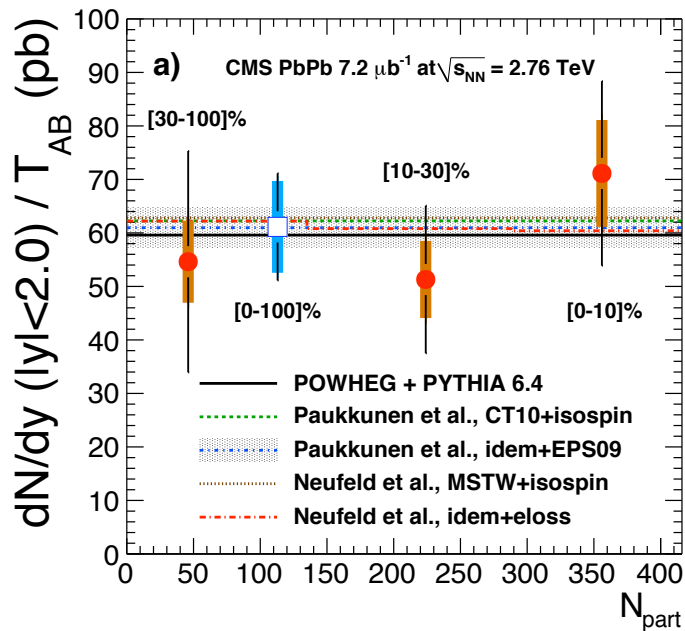 dN/dy (|y|<2.0) / T_AB (pb)
100
90
80
70
60
50
40
30
20
10
0
a)
CMS PbPb 7.2 μb⁻¹ at √s_NN = 2.76 TeV
[30-100]%
[10-30]%
[0-100]%
[0-10]%
POWHEG + PYTHIA 6.4
Paukkunen et al., CT10+isospin
Paukkunen et al., idem+EPS09
Neufeld et al., MSTW+isospin
Neufeld et al., idem+eloss
0 50 100 150 200 250 300 350 400
N_part